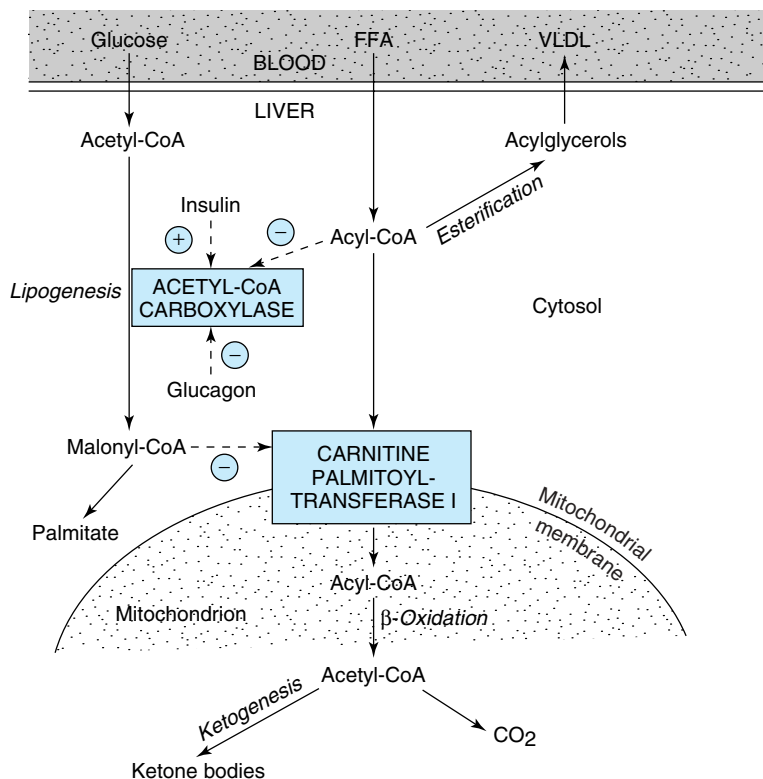 Glucose
FFA
VLDL
BLOOD
LIVER
Acetyl-CoA
Acylglycerols
Insulin
Esterification
+
−
Acyl-CoA
Lipogenesis
ACETYL-CoA
CARBOXYLASE
Cytosol
−
Glucagon
Malonyl-CoA
−
CARNITINE
PALMITOYL-
TRANSFERASE I
Mitochondrial
membrane
Palmitate
Acyl-CoA
Mitochondrion
β-Oxidation
Acetyl-CoA
Ketogenesis
CO2
Ketone bodies